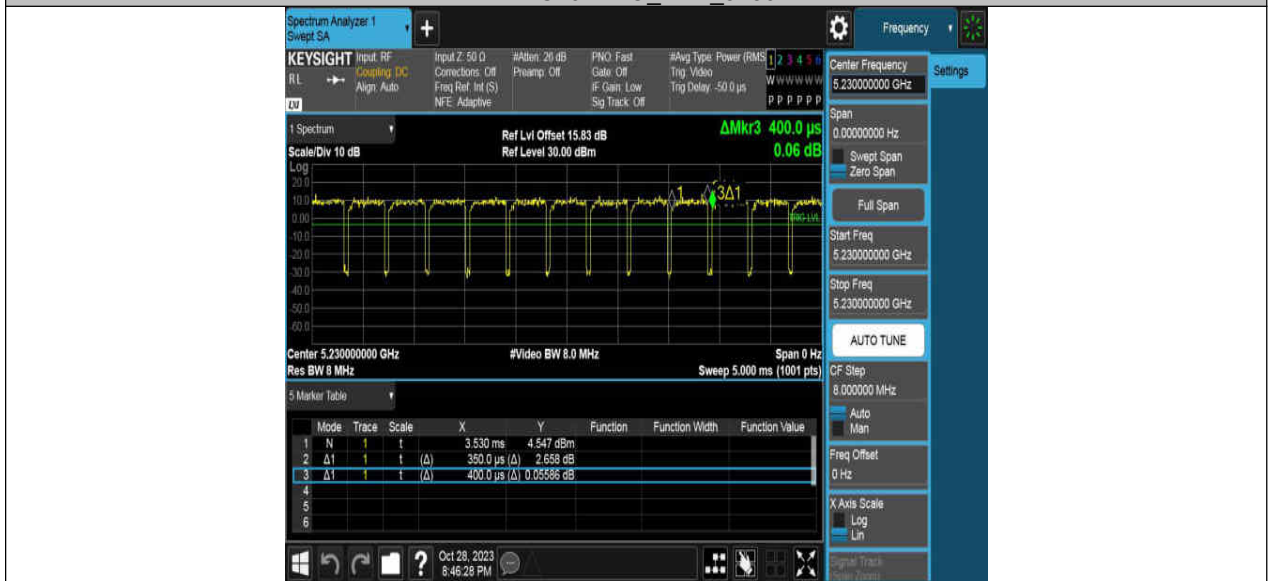 Spectrum Analyzer 1
Swept SA
+
Frequency
KEYSIGHT
RL
LXI
Input: RF
Coupling: DC
Align: Auto
Input Z: 50 Ω
Corrections: Off
Freq Ref: Int (S)
NFE: Adaptive
#Atten: 26 dB
Preamp: Off
PNO: Fast
Gate: Off
IF Gain: Low
Sig Track: Off
#Avg Type: Power (RMS
Trig: Video
Trig Delay: -50.0 µs
1 2 3 4 5 6
W W W W W W
P P P P P P
Center Frequency
5.230000000 GHz
Settings
Span
0.00000000 Hz
Swept Span
Zero Span
Full Span
Start Freq
5.230000000 GHz
Stop Freq
5.230000000 GHz
AUTO TUNE
CF Step
8.000000 MHz
Auto
Man
Freq Offset
0 Hz
X Axis Scale
Log
Lin
Signal Track
1 Spectrum
Scale/Div 10 dB
Ref Lvl Offset 15.83 dB
Ref Level 30.00 dBm
ΔMkr3 400.0 µs
0.06 dB
Log
20.0
10.0
0.00
-10.0
-20.0
-30.0
-40.0
-50.0
-60.0
1
3Δ1
TRIG LVL
Center 5.230000000 GHz
#Video BW 8.0 MHz
Span 0 Hz
Res BW 8 MHz
Sweep 5.000 ms (1001 pts)
5 Marker Table
Mode Trace Scale X Y Function Function Width Function Value
1 N 1 t 3.530 ms 4.547 dBm
2 Δ1 1 t (Δ) 350.0 µs (Δ) 2.658 dB
3 Δ1 1 t (Δ) 400.0 µs (Δ) 0.05586 dB
4
5
6
?
Oct 28, 2023
8:46:28 PM